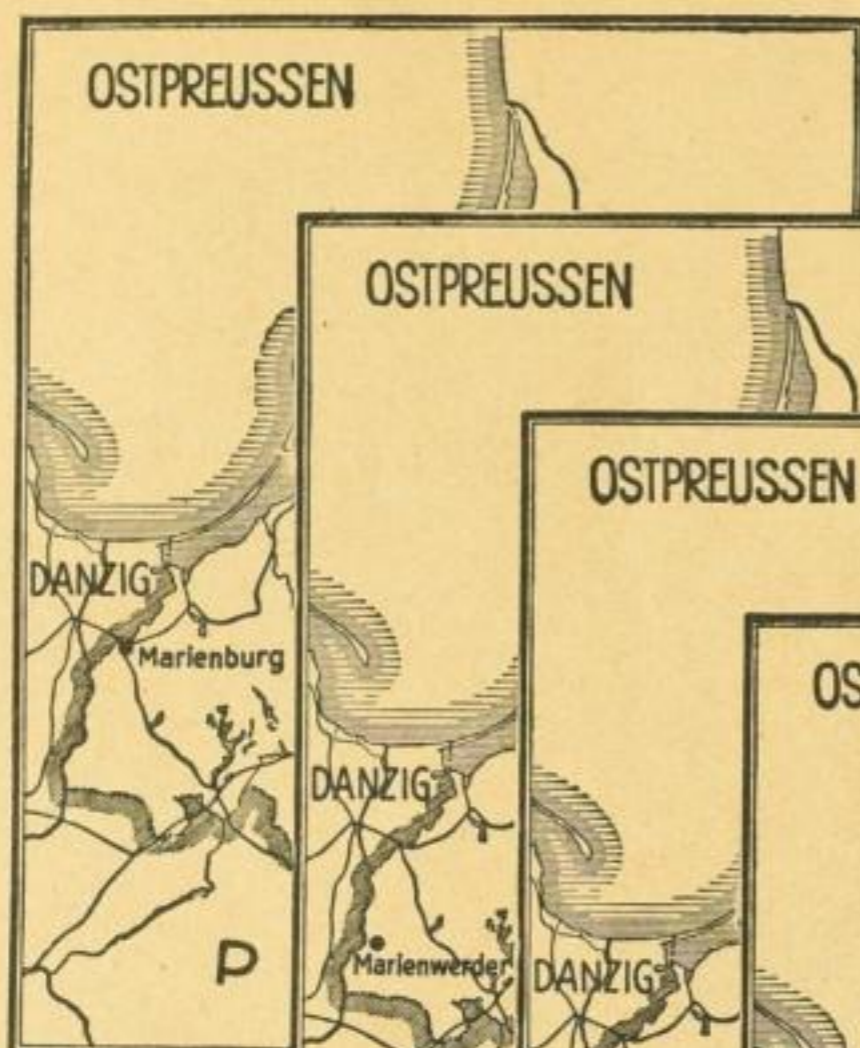 OSTPREUSSEN
DANZIG
Marienburg
P
OSTPREUSSEN
DANZIG
Marienwerder
OSTPREUSSEN
DANZIG
OS